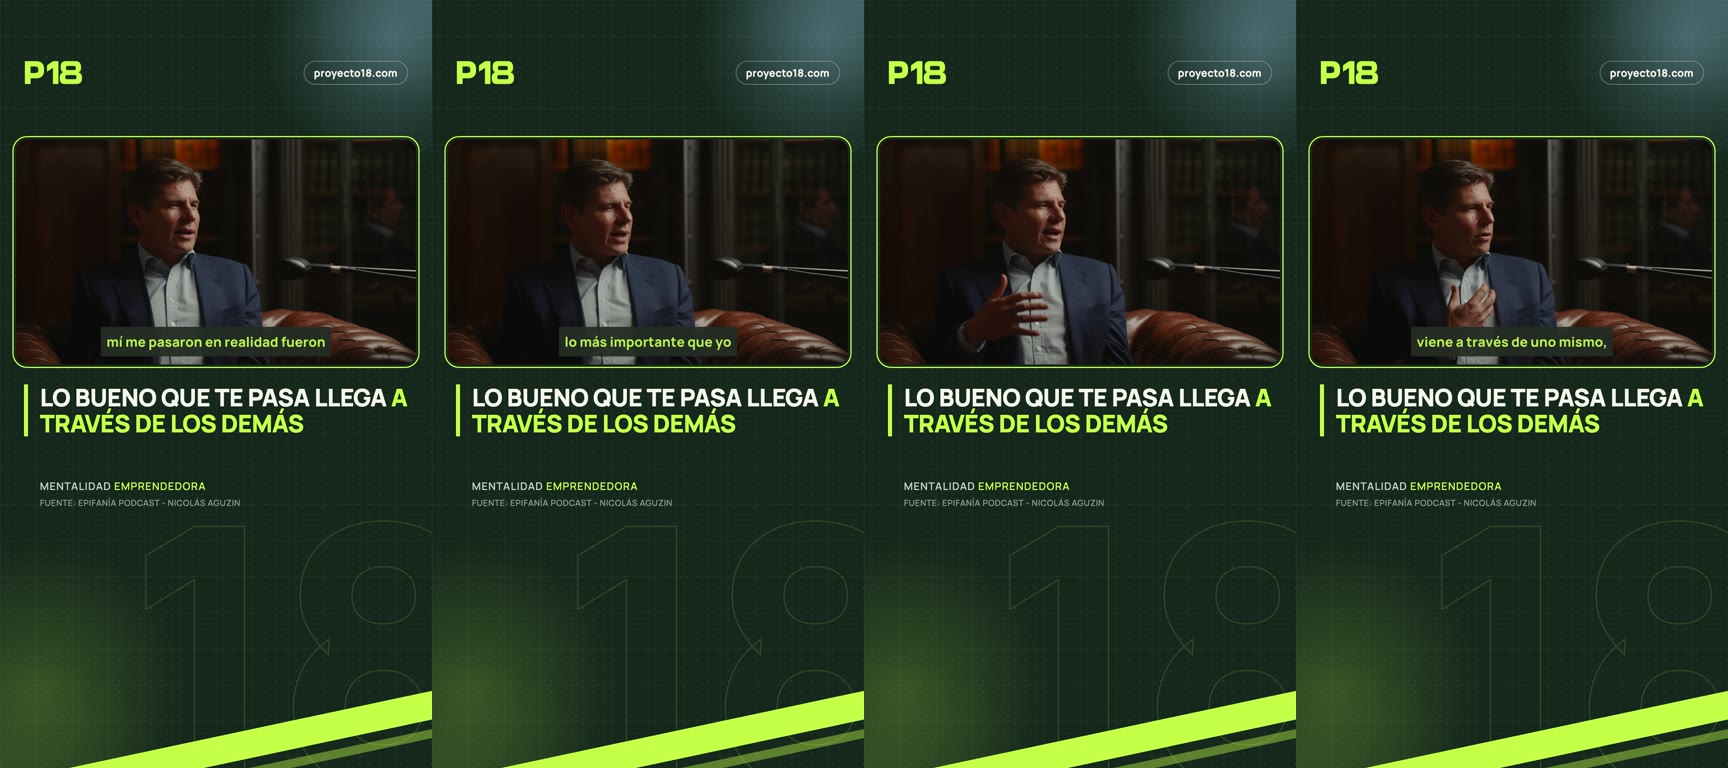 P18
proyecto18.com
mí me pasaron en realidad fueron
LO BUENO QUE TE PASA LLEGA A
TRAVÉS DE LOS DEMÁS
MENTALIDAD EMPRENDEDORA
FUENTE: EPIFANÍA PODCAST - NICOLÁS AGUZIN
18
P18
proyecto18.com
lo más importante que yo
LO BUENO QUE TE PASA LLEGA A
TRAVÉS DE LOS DEMÁS
MENTALIDAD EMPRENDEDORA
FUENTE: EPIFANÍA PODCAST - NICOLÁS AGUZIN
18
P18
proyecto18.com
LO BUENO QUE TE PASA LLEGA A
TRAVÉS DE LOS DEMÁS
MENTALIDAD EMPRENDEDORA
FUENTE: EPIFANÍA PODCAST - NICOLÁS AGUZIN
18
P18
proyecto18.com
viene a través de uno mismo,
LO BUENO QUE TE PASA LLEGA A
TRAVÉS DE LOS DEMÁS
MENTALIDAD EMPRENDEDORA
FUENTE: EPIFANÍA PODCAST - NICOLÁS AGUZIN
18